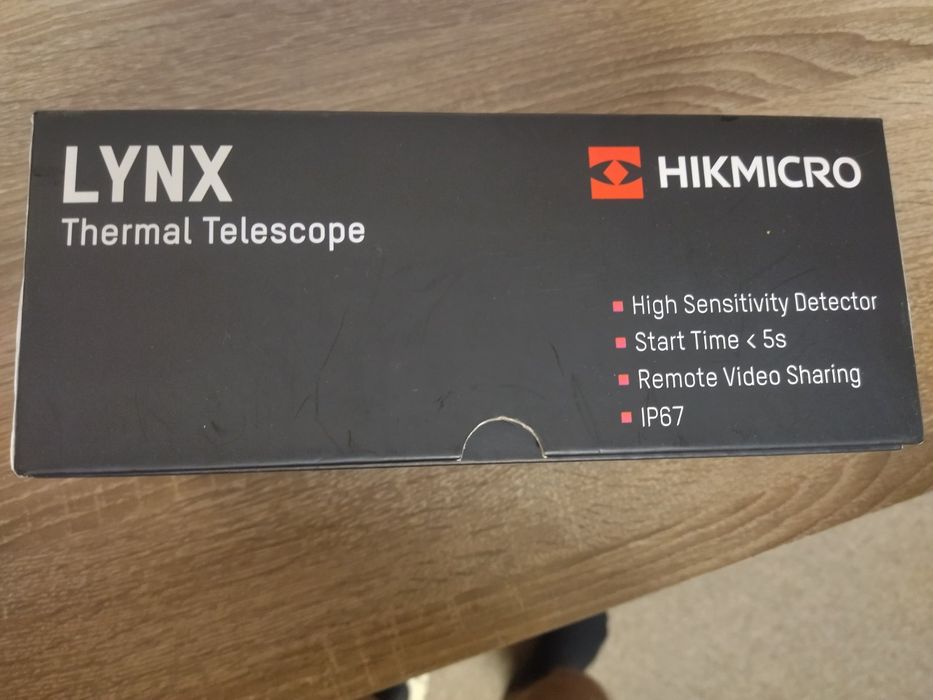 LYNX
Thermal Telescope
HIKMICRO
High Sensitivity Detector
Start Time < 5s
Remote Video Sharing
IP67